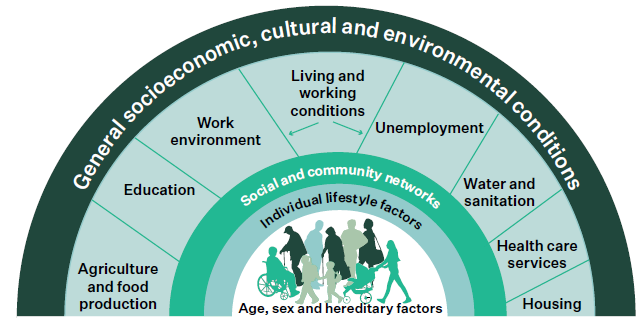 General socioeconomic, cultural and environmental conditions
Living and
working
conditions
Work
environment
Unemployment
Education
Water and
sanitation
Agriculture
and food
production
Health care
services
Housing
Social and community networks
Individual lifestyle factors
Age, sex and hereditary factors